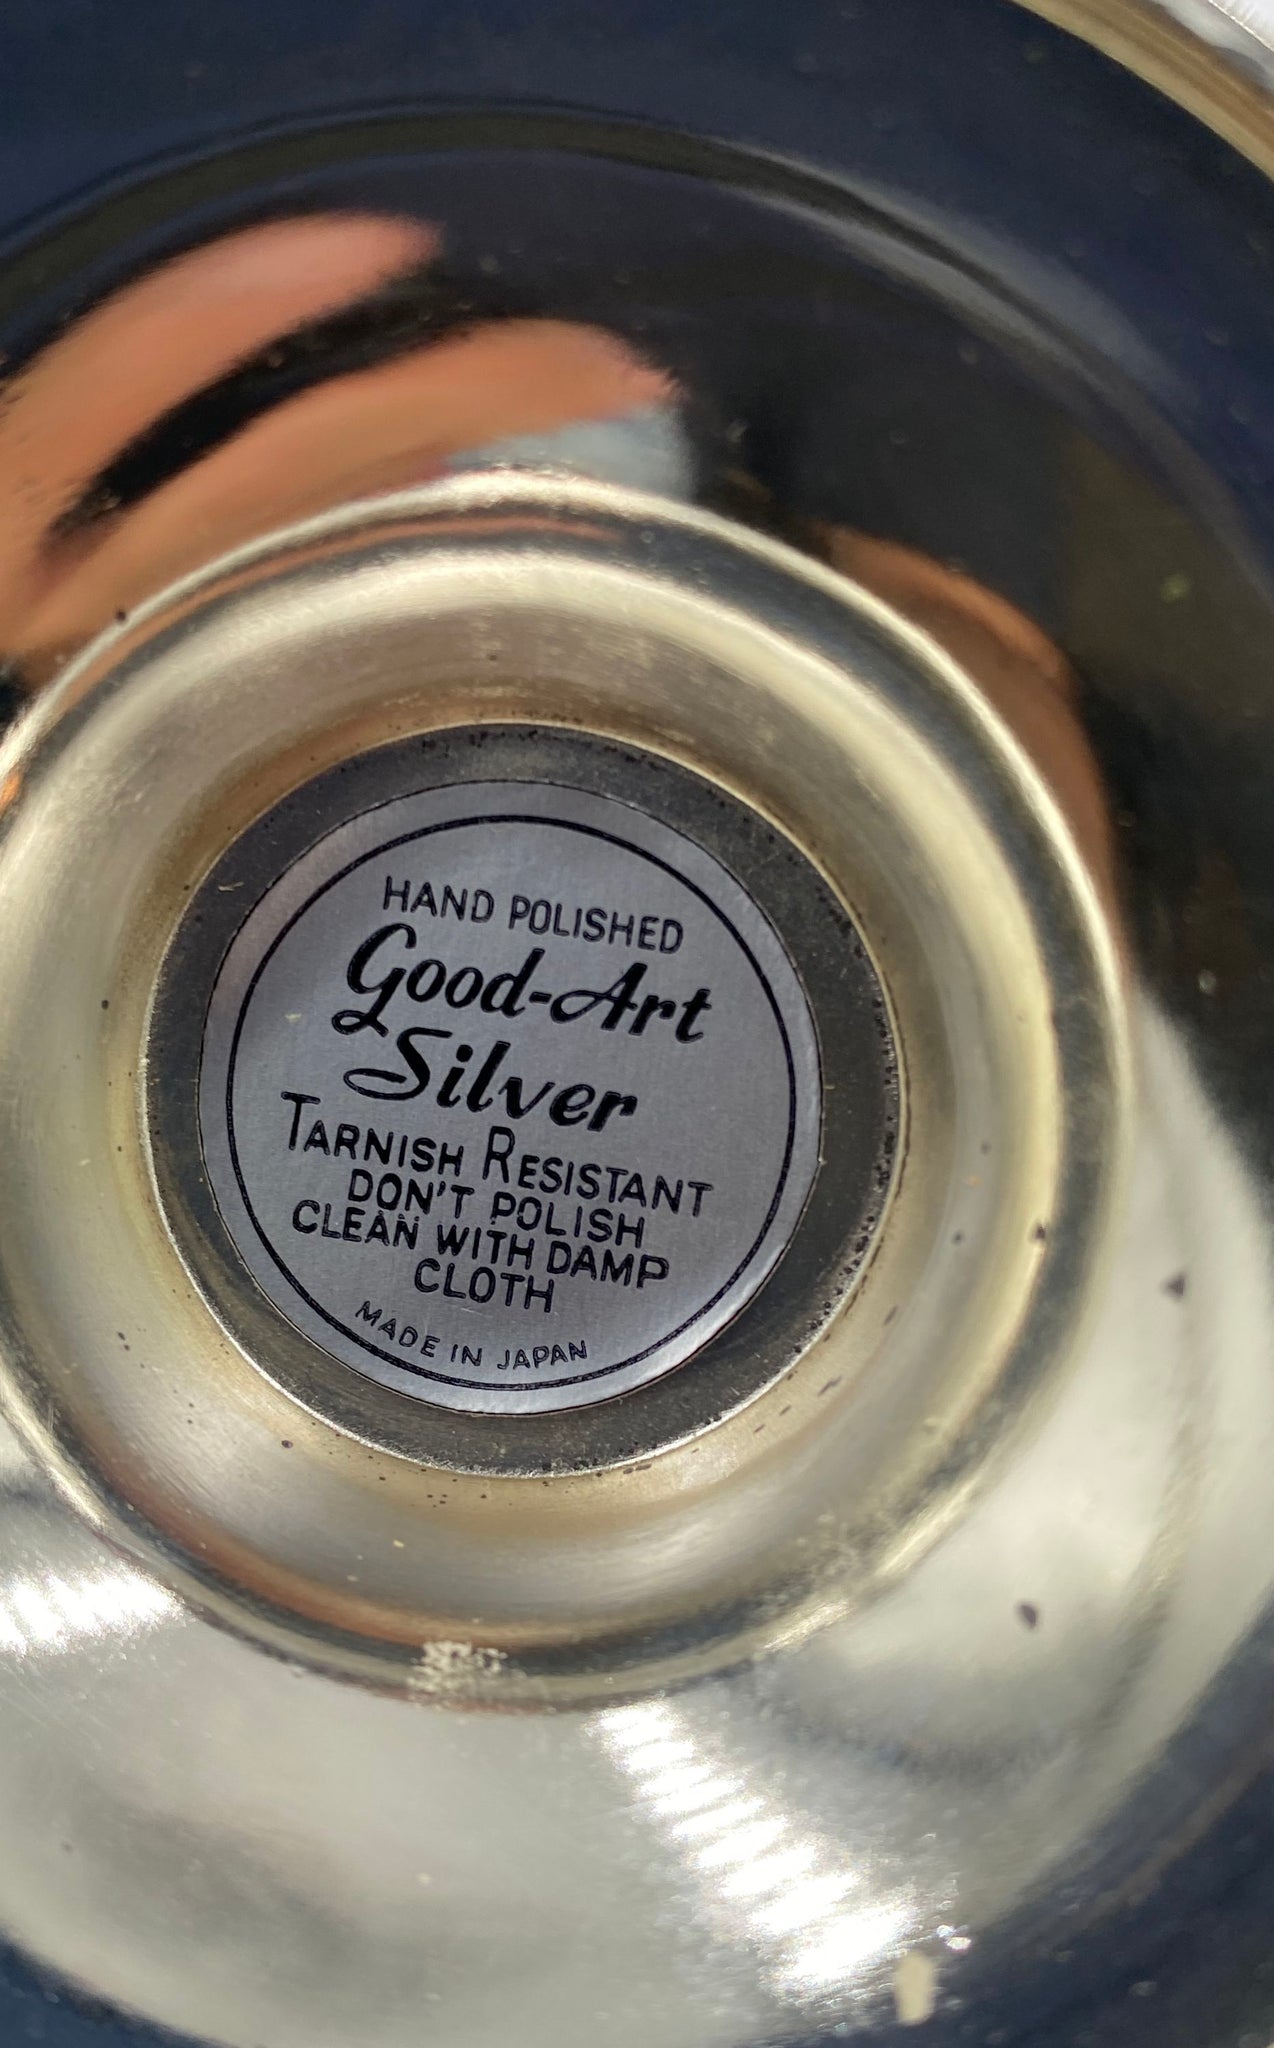 HAND POLISHED
Good-Art
Silver
TARNISH RESISTANT
DON'T POLISH
CLEAN WITH DAMP
CLOTH
MADE IN JAPAN